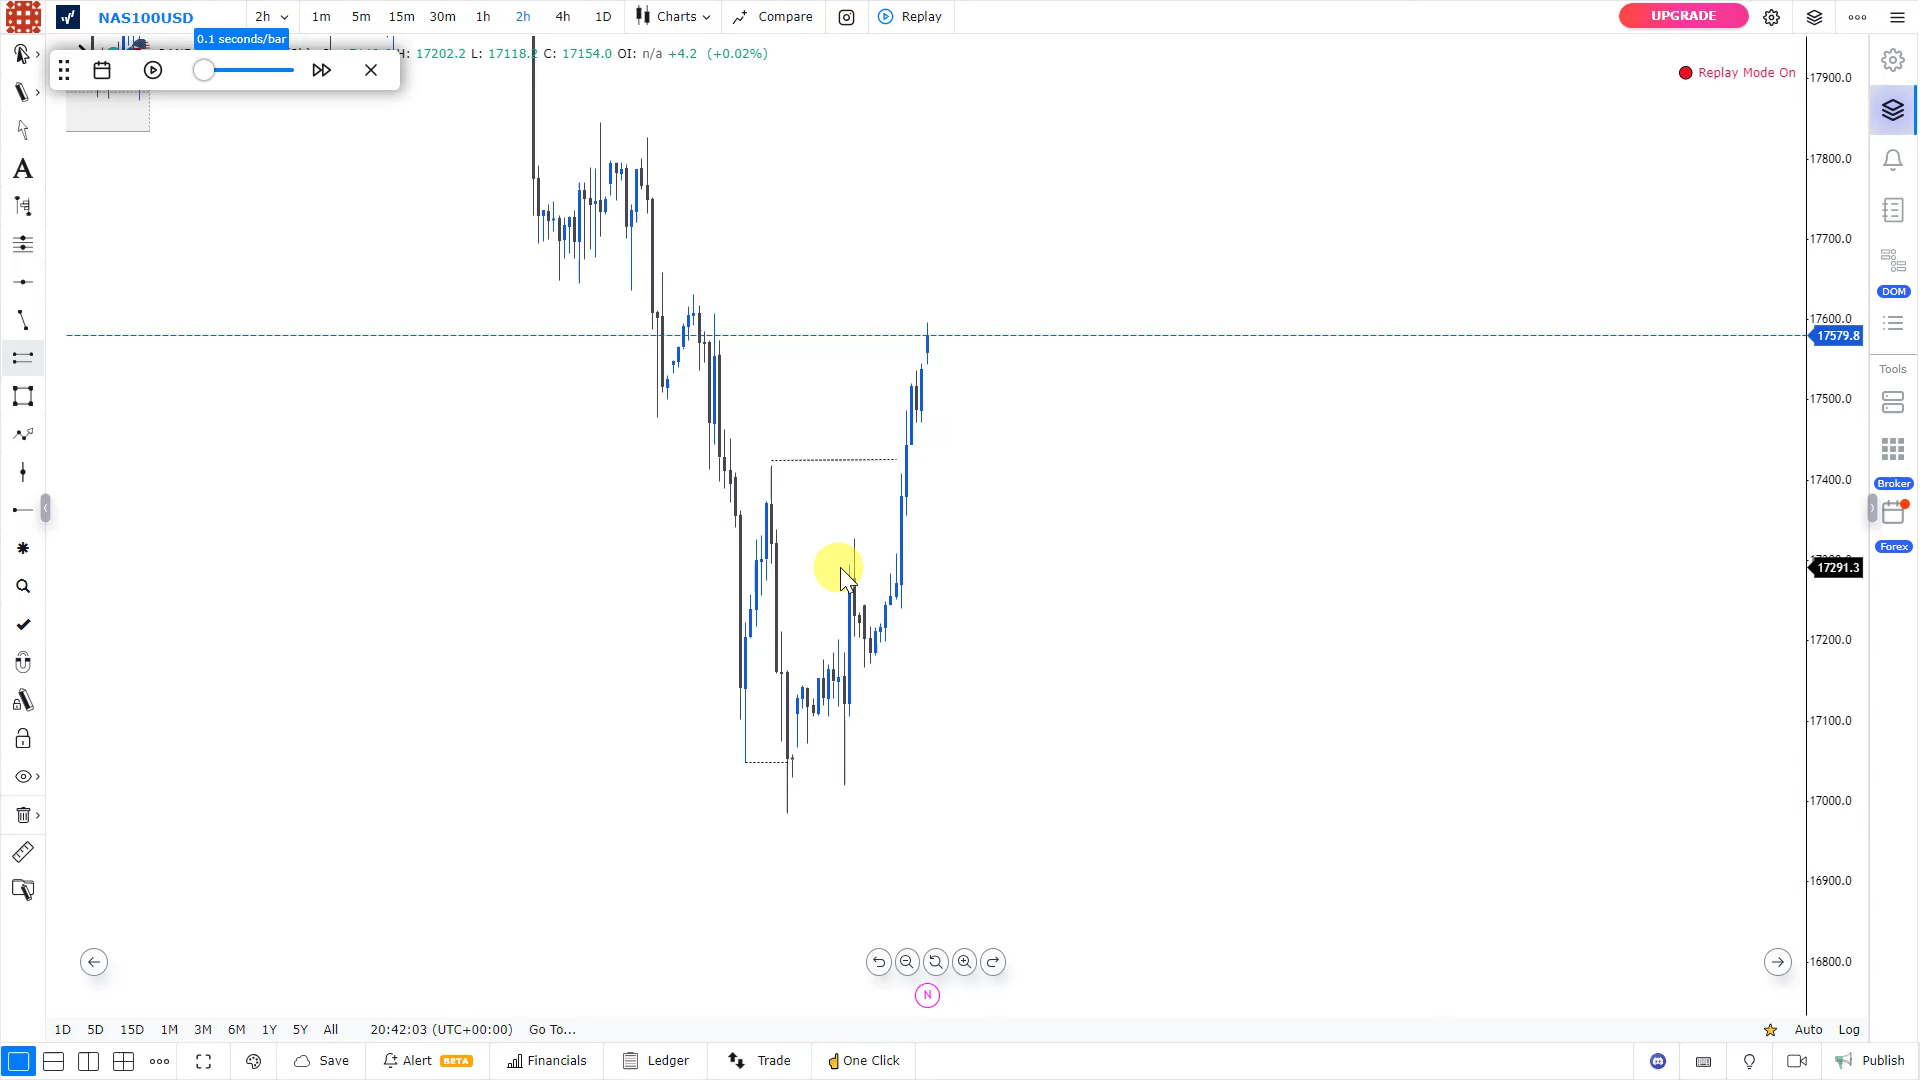 NAS100USD
2h 1m 5m 15m 30m 1h 2h 4h 1D Charts Compare Replay UPGRADE
0.1 seconds/bar
H: 17202.2 L: 17118.2 C: 17154.0 OI: n/a +4.2 (+0.02%)
Replay Mode On
17900.0
17800.0
17700.0
17600.0
17579.8
17500.0
17400.0
17291.3
17200.0
17100.0
17000.0
16900.0
16800.0
DOM
Tools
Broker
Forex
A
N
1D 5D 15D 1M 3M 6M 1Y 5Y All 20:42:03 (UTC+00:00) Go To... Auto Log
Save Alert BETA Financials Ledger Trade One Click Publish